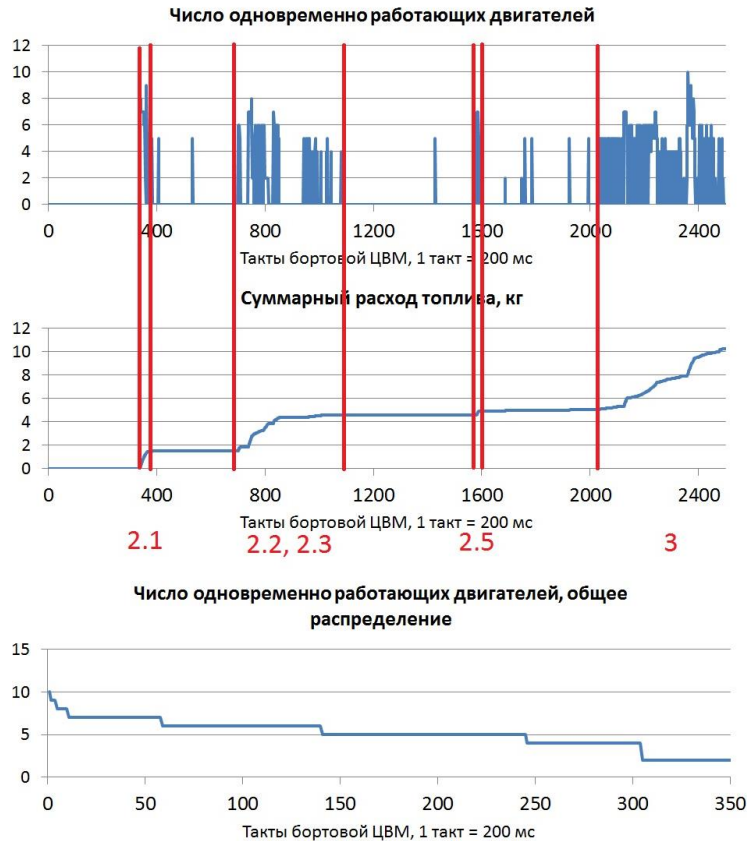 Число одновременно работающих двигателей
12
10
8
6
4
2
0
0 400 800 1200 1600 2000 2400
Такты бортовой ЦВМ, 1 такт = 200 мс
Суммарный расход топлива, кг
12
10
8
6
4
2
0
0 400 800 1200 1600 2000 2400
Такты бортовой ЦВМ, 1 такт = 200 мс
2.1 2.2, 2.3 2.5 3
Число одновременно работающих двигателей, общее
распределение
15
10
5
0
0 50 100 150 200 250 300 350
Такты бортовой ЦВМ, 1 такт = 200 мс